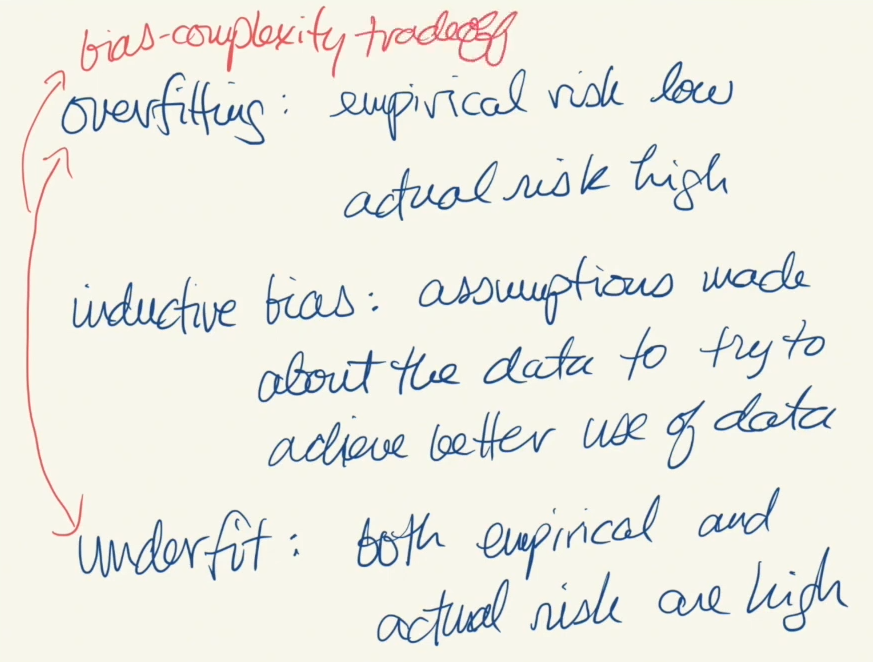 bias-complexity tradeoff
overfitting: empirical risk low
actual risk high
inductive bias: assumptions made
about the data to try to
achieve better use of data
underfit: both empirical and
actual risk are high